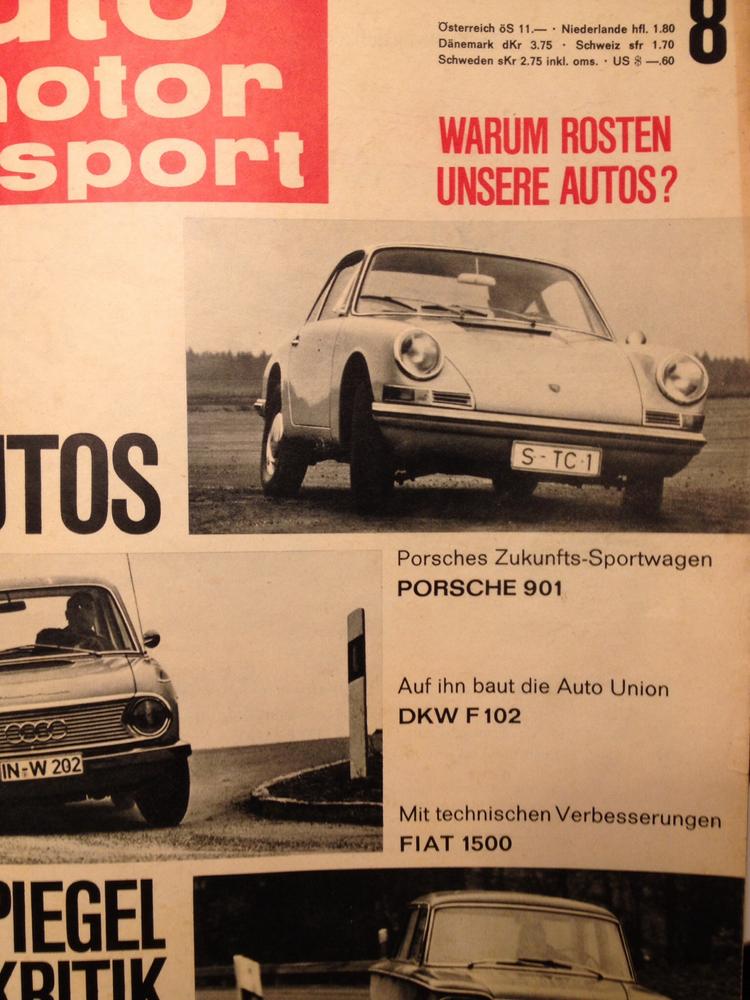 uto
motor
sport
Österreich öS 11.— · Niederlande hfl. 1.80
Dänemark dKr 3.75 · Schweiz sfr 1.70
Schweden sKr 2.75 inkl. oms. · US $ —.60
8
WARUM ROSTEN
UNSERE AUTOS?
S-TC-1
UTOS
Porsches Zukunfts-Sportwagen
PORSCHE 901
Auf ihn baut die Auto Union
DKW F 102
IN-W 202
Mit technischen Verbesserungen
FIAT 1500
PIEGEL
KRITIK